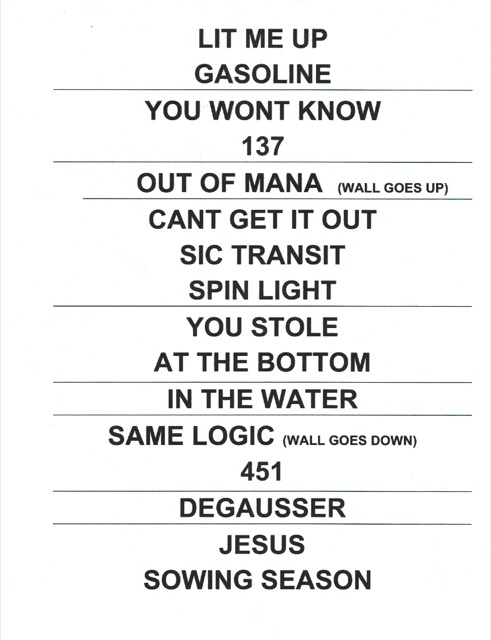 LIT ME UP
GASOLINE
YOU WONT KNOW
137
OUT OF MANA (WALL GOES UP)
CANT GET IT OUT
SIC TRANSIT
SPIN LIGHT
YOU STOLE
AT THE BOTTOM
IN THE WATER
SAME LOGIC (WALL GOES DOWN)
451
DEGAUSSER
JESUS
SOWING SEASON